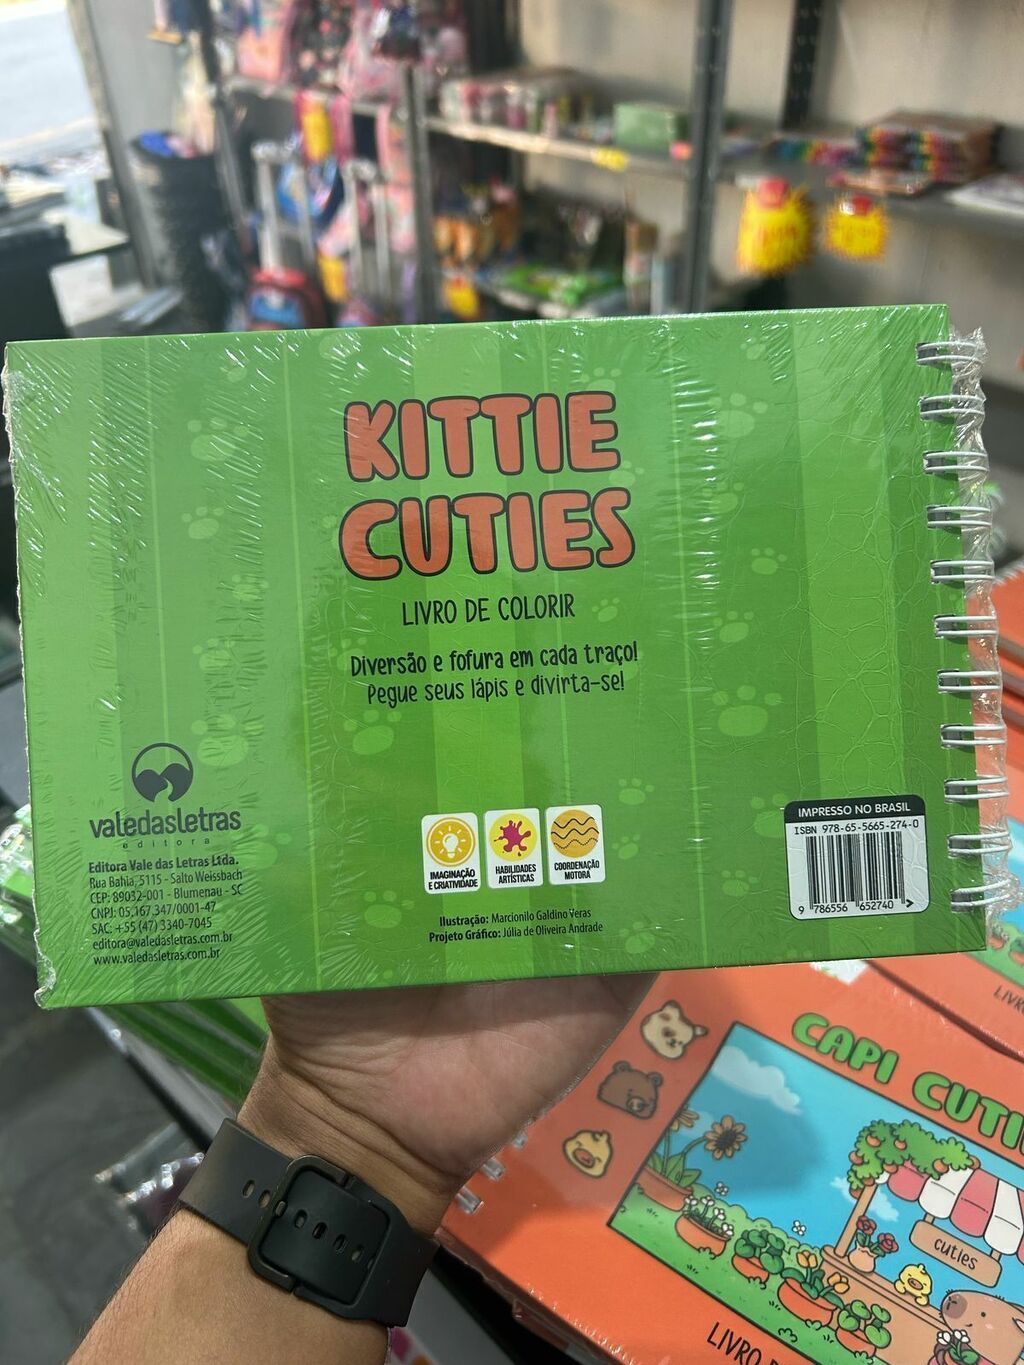 KITTIE
CUTIES
LIVRO DE COLORIR
Diversão e fofura em cada traço!
Pegue seus lápis e divirta-se!
valedasletras
editora
Editora Vale das Letras Ltda.
Rua Bahia, 5115 - Salto Weissbach
CEP: 89032-001 - Blumenau - SC
CNPJ: 05.167.347/0001-47
SAC: +55 (47) 3340-7045
editora@valedasletras.com.br
www.valedasletras.com.br
IMAGINAÇÃO
E CRIATIVIDADE
HABILIDADES
ARTÍSTICAS
COORDENAÇÃO
MOTORA
Ilustração: Marcionilo Galdino Veras
Projeto Gráfico: Júlia de Oliveira Andrade
IMPRESSO NO BRASIL
ISBN 978-65-5665-274-0
9 786556 652740 >
CAPI CUTI
cuties
LIVRO